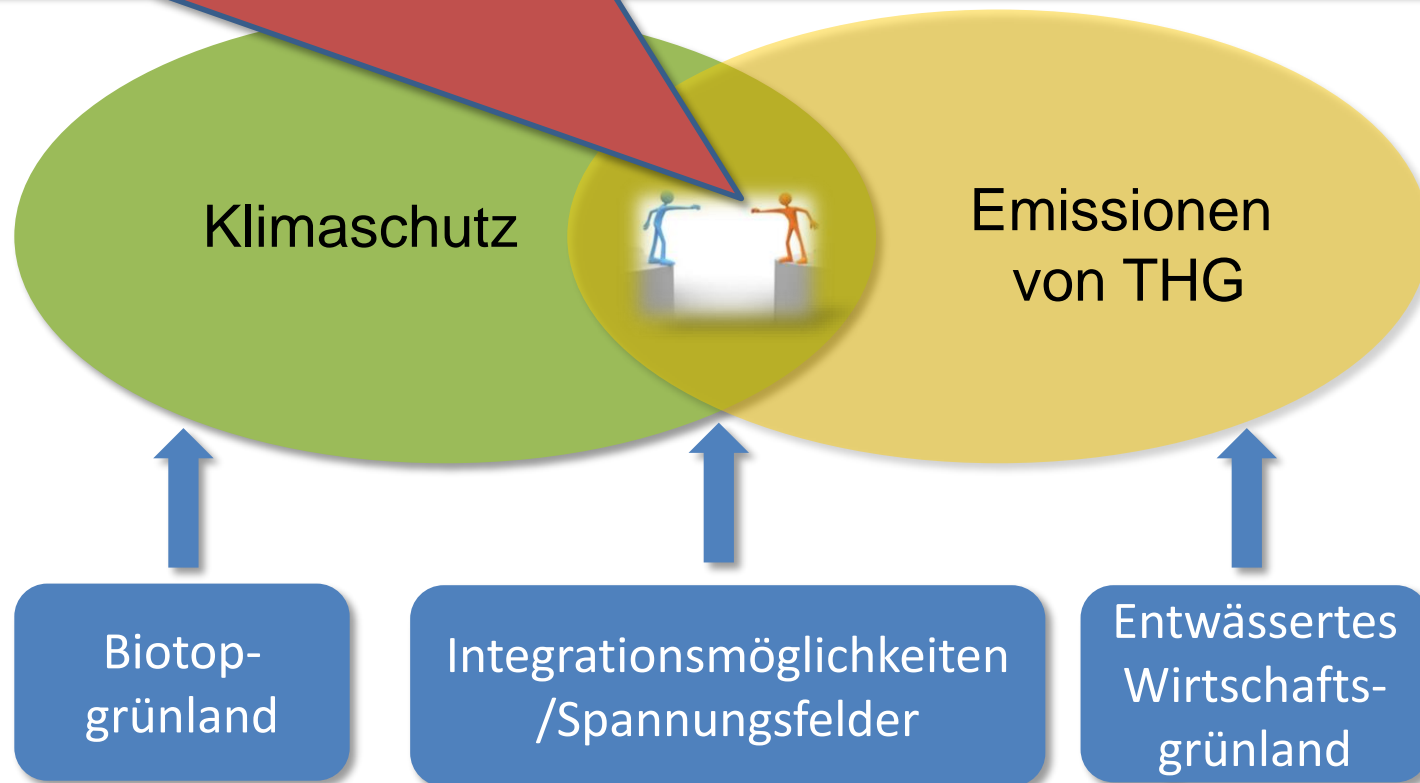 Klimaschutz
Emissionen
von THG
Biotop-
grünland
Integrationsmöglichkeiten
/Spannungsfelder
Entwässertes
Wirtschafts-
grünland